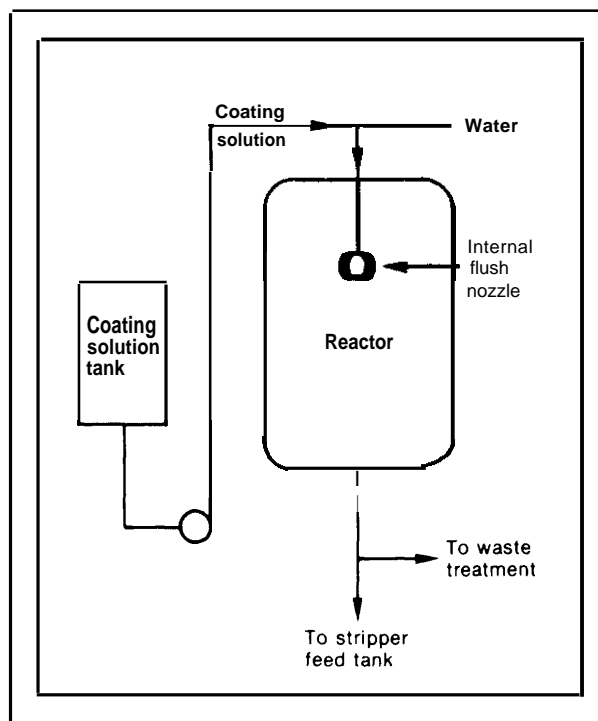 Coating
solution
Water
Internal
flush
nozzle
Coating
solution
tank
Reactor
To waste
treatment
To stripper
feed tank